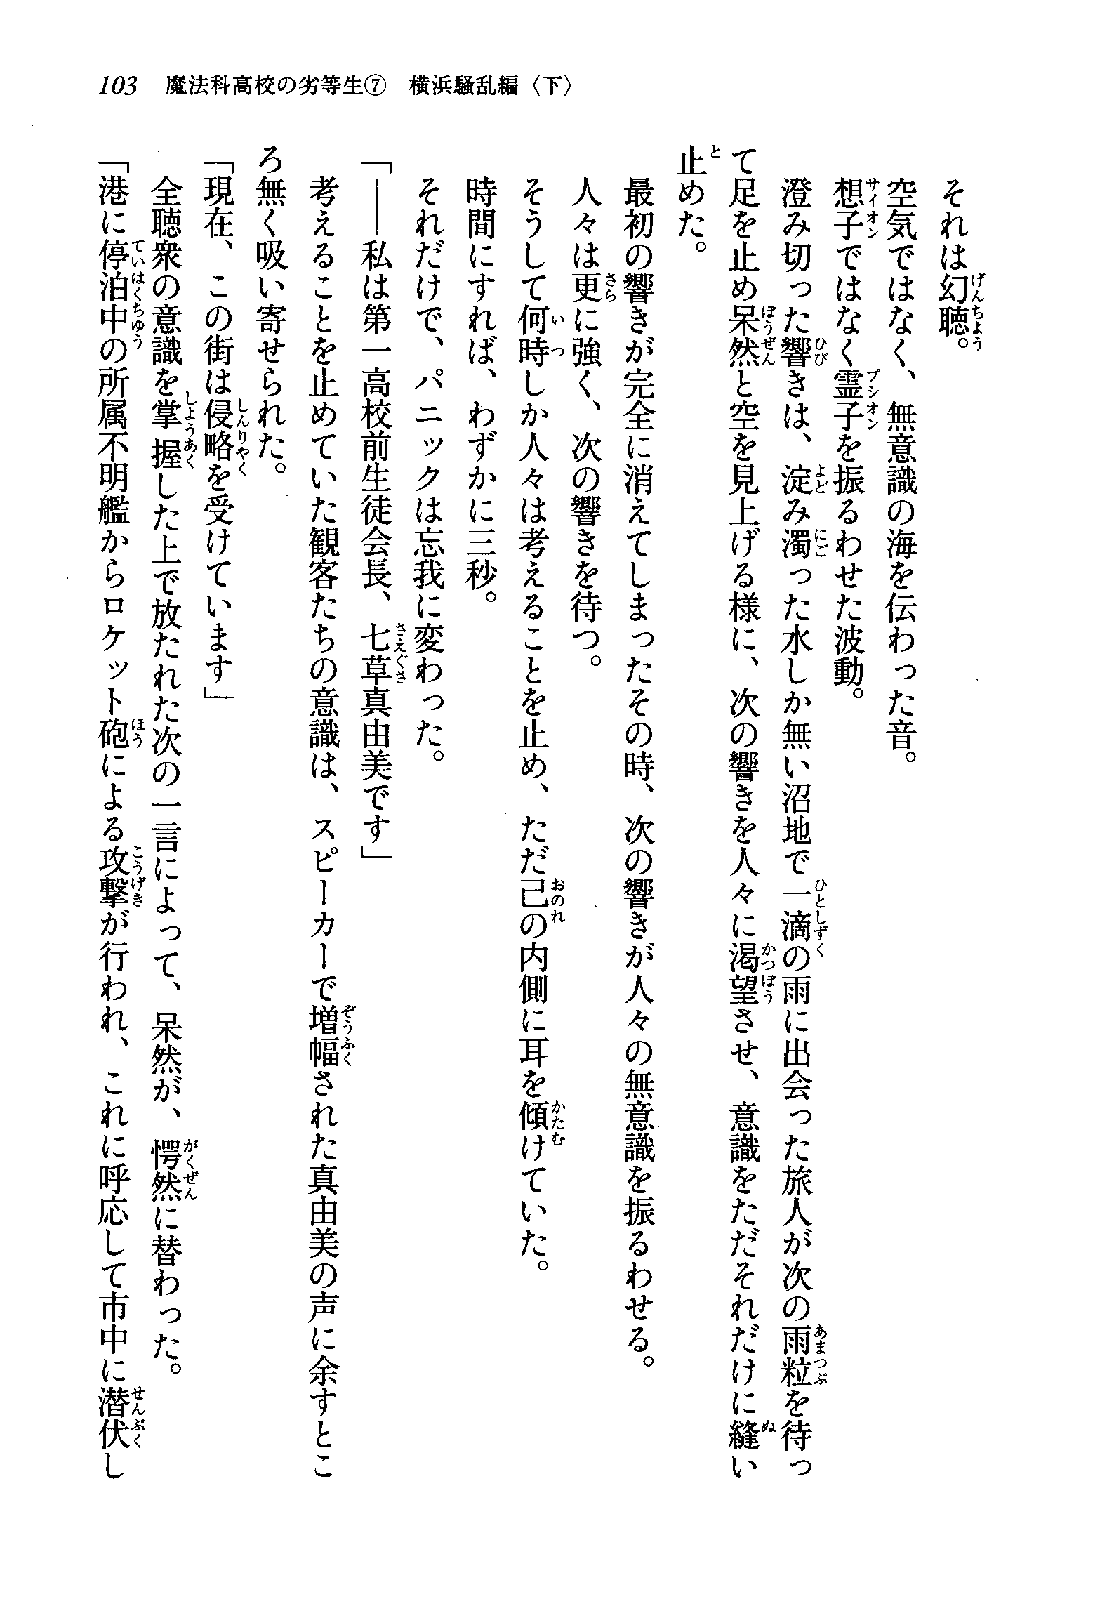 103　魔法科高校の劣等生⑦　横浜騒乱編〈下〉
それは幻聴。
空気ではなく、無意識の海を伝わった音。
想子ではなく霊子を振るわせた波動。
澄み切った響きは、淀み濁った水しか無い沼地で一滴の雨に出会った旅人が次の雨粒を待っ
て足を止め呆然と空を見上げる様に、次の響きを人々に渇望させ、意識をただそれだけに縫い
止めた。
最初の響きが完全に消えてしまったその時、次の響きが人々の無意識を振るわせる。
人々は更に強く、次の響きを待つ。
そうして何時しか人々は考えることを止め、ただ己の内側に耳を傾けていた。
時間にすれば、わずかに三秒。
それだけで、パニックは忘我に変わった。
「――私は第一高校前生徒会長、七草真由美です」
考えることを止めていた観客たちの意識は、スピーカーで増幅された真由美の声に余すとこ
ろ無く吸い寄せられた。
「現在、この街は侵略を受けています」
全聴衆の意識を掌握した上で放たれた次の一言によって、呆然が、愕然に替わった。
「港に停泊中の所属不明艦からロケット砲による攻撃が行われ、これに呼応して市中に潜伏し